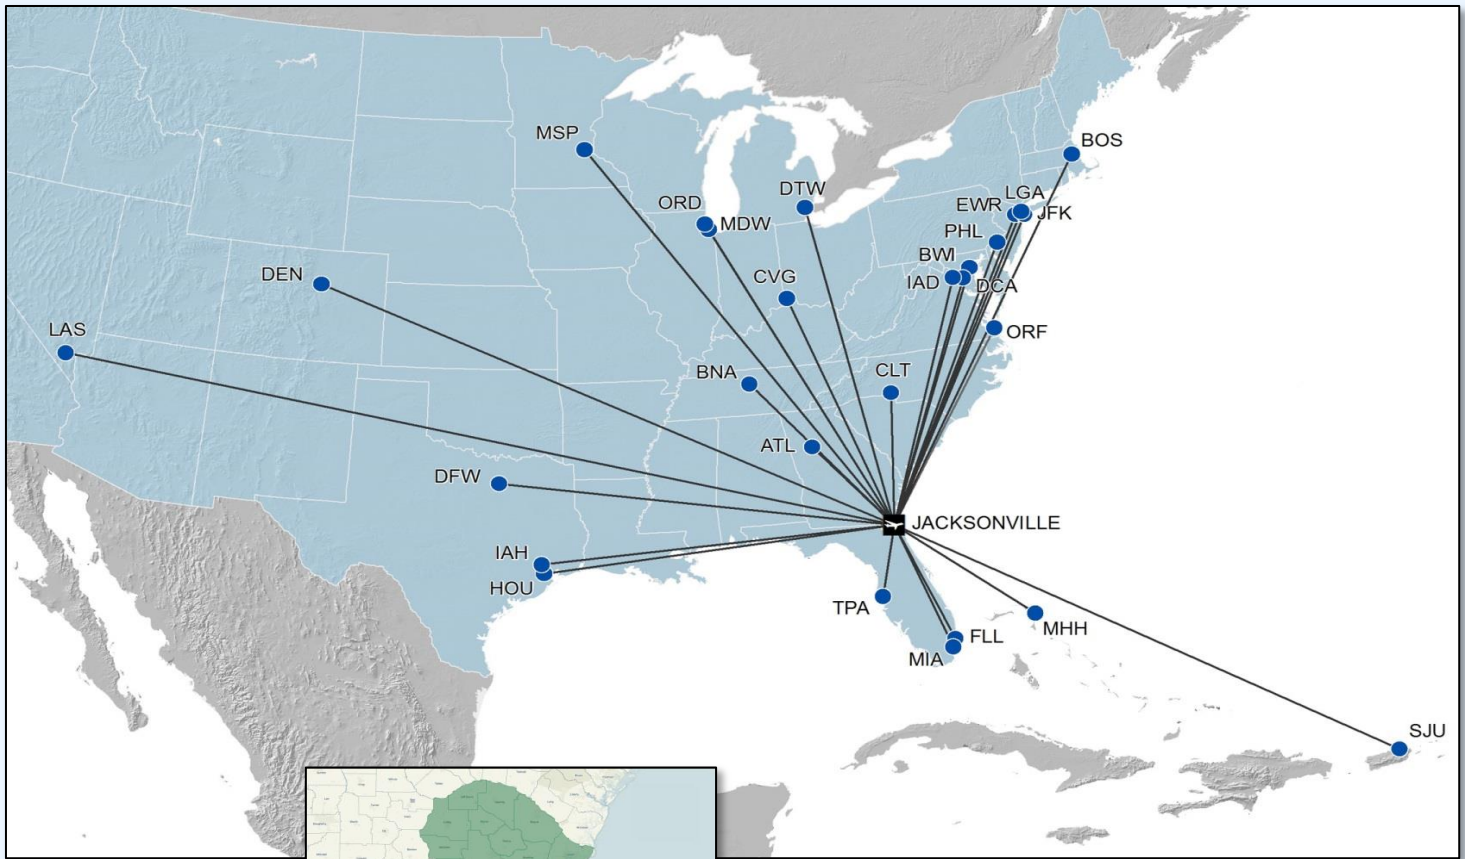 MSP
BOS
DTW
LGA
ORD
EWR
JFK
MDW
PHL
BWI
DEN
CVG
IAD
DCA
LAS
ORF
BNA
CLT
ATL
DFW
JACKSONVILLE
IAH
HOU
TPA
MHH
FLL
MIA
SJU